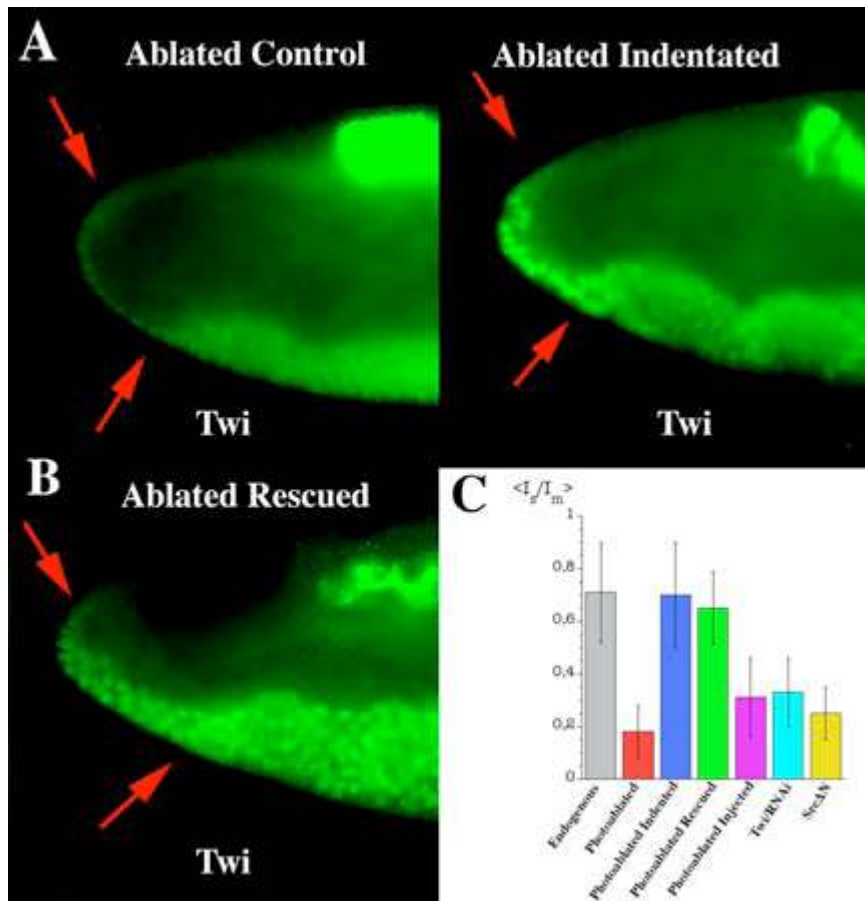 A
Ablated Control
Ablated Indentated
Twi
Twi
B
Ablated Rescued
Twi
C
<I_s/I_m>
1
0,8
0,6
0,4
0,2
0
Endogenous
Photoablated
Photoablated Indented
Photoablated Rescued
Photoablated Injected
Twi/RNAi